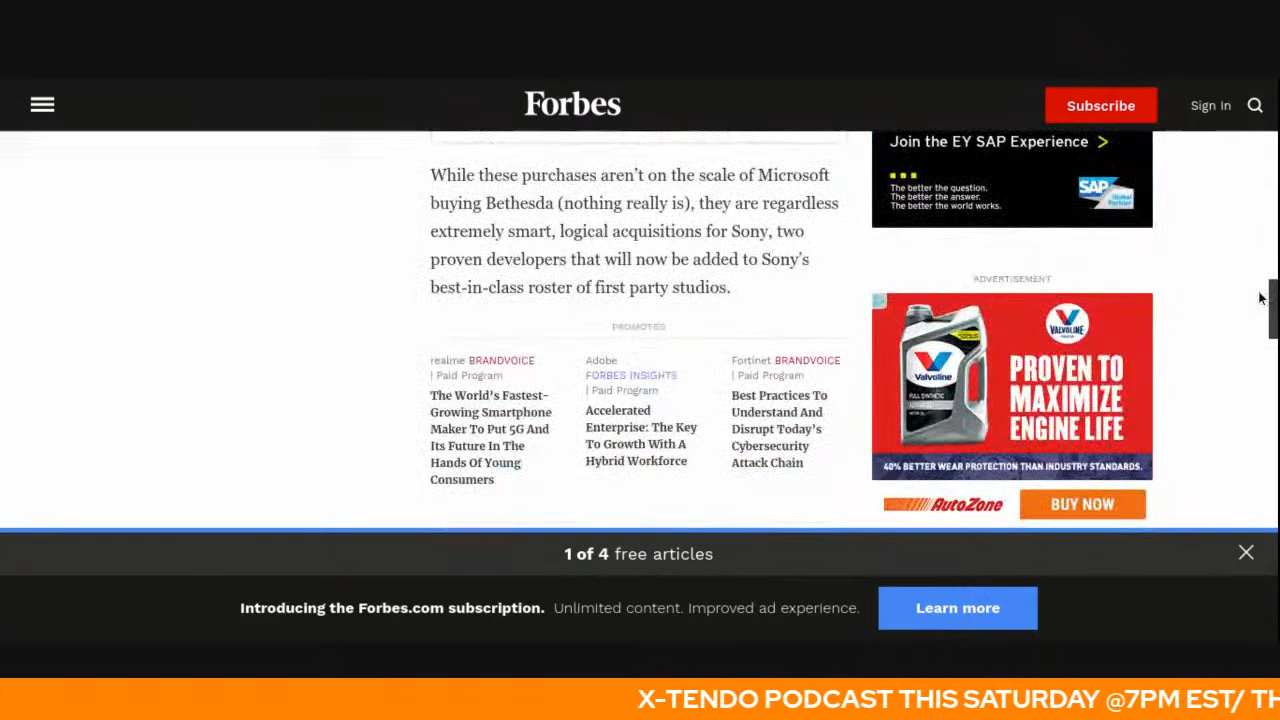 Forbes
Subscribe
Sign In
While these purchases aren't on the scale of Microsoft
buying Bethesda (nothing really is), they are regardless
extremely smart, logical acquisitions for Sony, two
proven developers that will now be added to Sony's
best-in-class roster of first party studios.
PROMOTED
realme BRANDVOICE
| Paid Program
The World's Fastest-
Growing Smartphone
Maker To Put 5G And
Its Future In The
Hands Of Young
Consumers
Adobe
FORBES INSIGHTS
| Paid Program
Accelerated
Enterprise: The Key
To Growth With A
Hybrid Workforce
Fortinet BRANDVOICE
| Paid Program
Best Practices To
Understand And
Disrupt Today's
Cybersecurity
Attack Chain
Join the EY SAP Experience >
The better the question.
The better the answer.
The better the world works.
SAP
Global
Partner
ADVERTISEMENT
VALVOLINE
Valvoline
FULL SYNTHETIC
PROVEN TO
MAXIMIZE
ENGINE LIFE
40% BETTER WEAR PROTECTION THAN INDUSTRY STANDARDS.
AutoZone
BUY NOW
1 of 4 free articles
Introducing the Forbes.com subscription. Unlimited content. Improved ad experience.
Learn more
X-TENDO PODCAST THIS SATURDAY @7PM EST/ TH